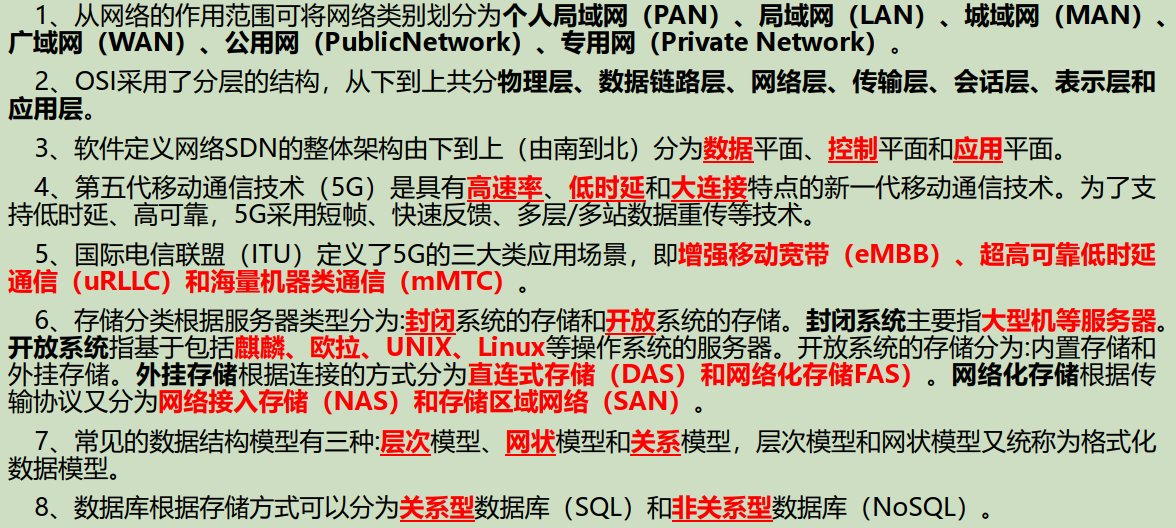 1、从网络的作用范围可将网络类别划分为个人局域网（PAN）、局域网（LAN）、城域网（MAN）、
广域网（WAN）、公用网（PublicNetwork）、专用网（Private Network）。
2、OSI采用了分层的结构，从下到上共分物理层、数据链路层、网络层、传输层、会话层、表示层和
应用层。
3、软件定义网络SDN的整体架构由下到上（由南到北）分为数据平面、控制平面和应用平面。
4、第五代移动通信技术（5G）是具有高速率、低时延和大连接特点的新一代移动通信技术。为了支
持低时延、高可靠，5G采用短帧、快速反馈、多层/多站数据重传等技术。
5、国际电信联盟（ITU）定义了5G的三大类应用场景，即增强移动宽带（eMBB）、超高可靠低时延
通信（uRLLC）和海量机器类通信（mMTC）。
6、存储分类根据服务器类型分为:封闭系统的存储和开放系统的存储。封闭系统主要指大型机等服务器。
开放系统指基于包括麒麟、欧拉、UNIX、Linux等操作系统的服务器。开放系统的存储分为:内置存储和
外挂存储。外挂存储根据连接的方式分为直连式存储（DAS）和网络化存储FAS）。网络化存储根据传
输协议又分为网络接入存储（NAS）和存储区域网络（SAN）。
7、常见的数据结构模型有三种:层次模型、网状模型和关系模型，层次模型和网状模型又统称为格式化
数据模型。
8、数据库根据存储方式可以分为关系型数据库（SQL）和非关系型数据库（NoSQL）。